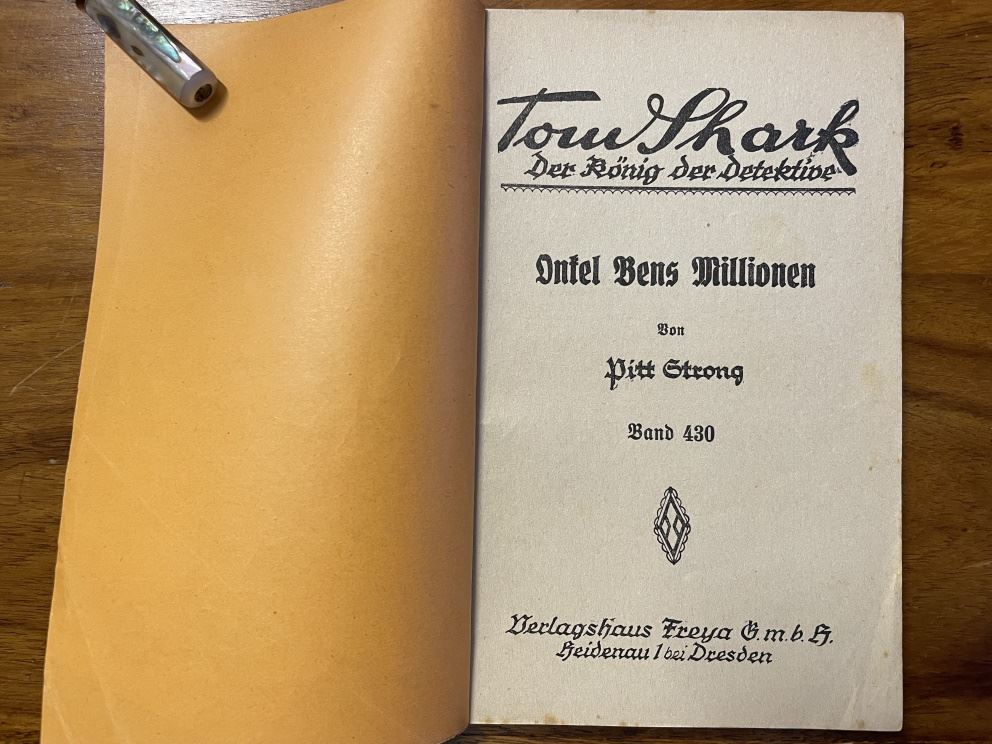 Tom Shark
Der König der Detektive
Onkel Bens Millionen
Von
Pitt Strong
Band 430
Verlagshaus Freya G.m.b.H.
Heidenau 1 bei Dresden